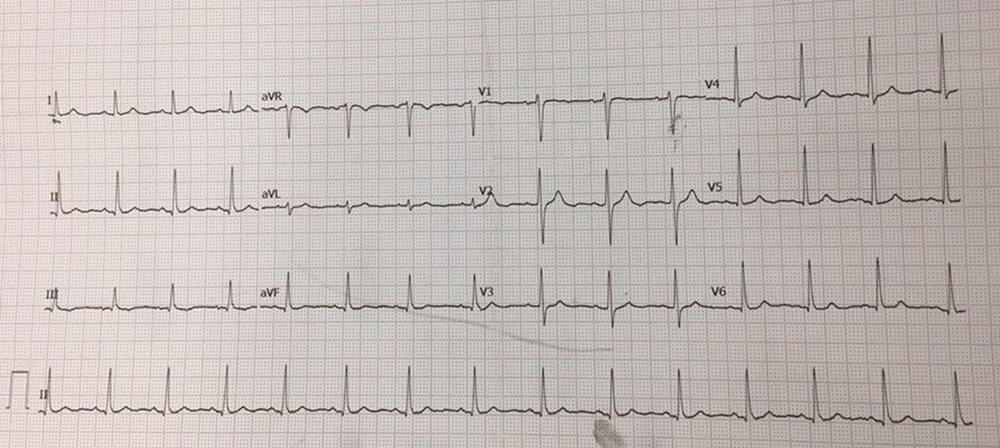 I aVR V1 V4
II aVL V2 V5
III aVF V3 V6
II